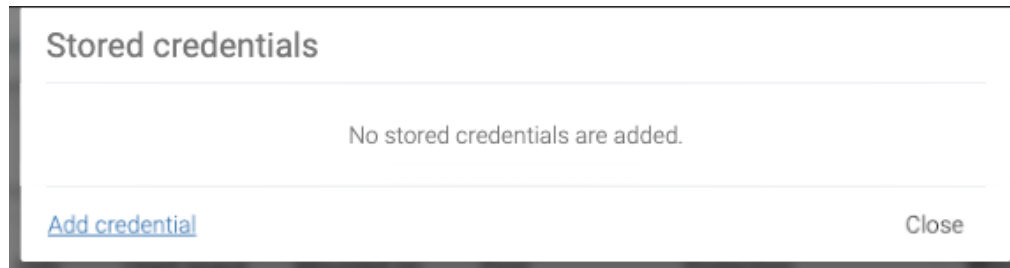 Stored credentials
No stored credentials are added.
Add credential Close